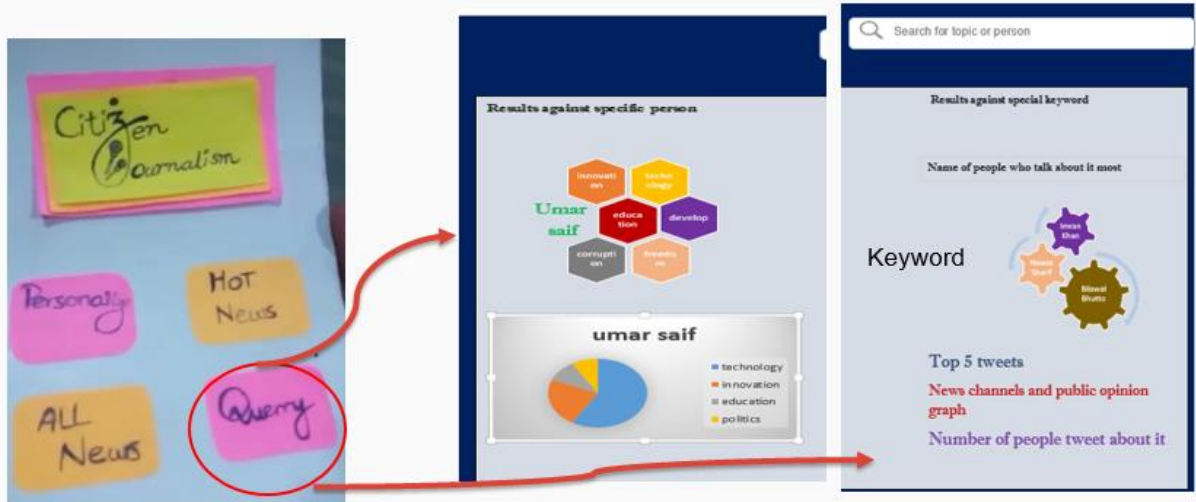 Citizen
Journalism
Personaliz
HOT
News
ALL
News
Query
Results against specific person
innovati
on
techo
logy
Umar
saif
educa
tion
develop
corrupti
on
freedo
m
umar saif
technology
innovation
education
politics
Search for topic or person
Results against special keyword
Name of people who talk about it most
Keyword
Imran
Khan
Nawaz
Sharif
Bilawal
Bhutto
Top 5 tweets
News channels and public opinion
graph
Number of people tweet about it